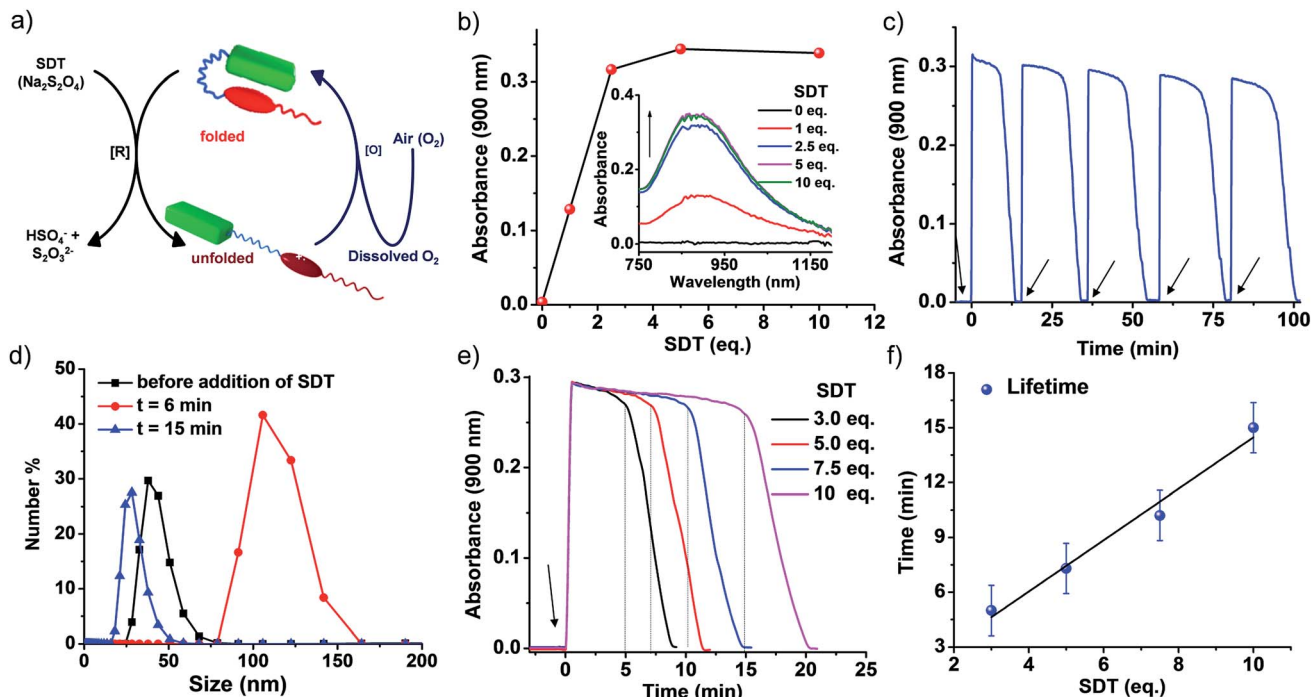 a)
SDT
(Na2S2O4)
folded
[R]
[O]
Air (O2)
HSO4- +
S2O32-
unfolded
Dissolved O2
b)
Absorbance (900 nm)
0.3
0.2
0.1
0.0
0 2 4 6 8 10 12
SDT (eq.)
Absorbance
0.4
0.2
0.0
750 950 1150
Wavelength (nm)
SDT
0 eq.
1 eq.
2.5 eq.
5 eq.
10 eq.
c)
Absorbance (900 nm)
0.3
0.2
0.1
0.0
0 25 50 75 100
Time (min)
d)
Number %
50
40
30
20
10
0
before addition of SDT
t = 6 min
t = 15 min
0 50 100 150 200
Size (nm)
e)
Absorbance (900 nm)
0.3
0.2
0.1
0.0
SDT
3.0 eq.
5.0 eq.
7.5 eq.
10 eq.
0 5 10 15 20 25
Time (min)
f)
Time (min)
18
15
12
9
6
3
Lifetime
2 4 6 8 10
SDT (eq.)